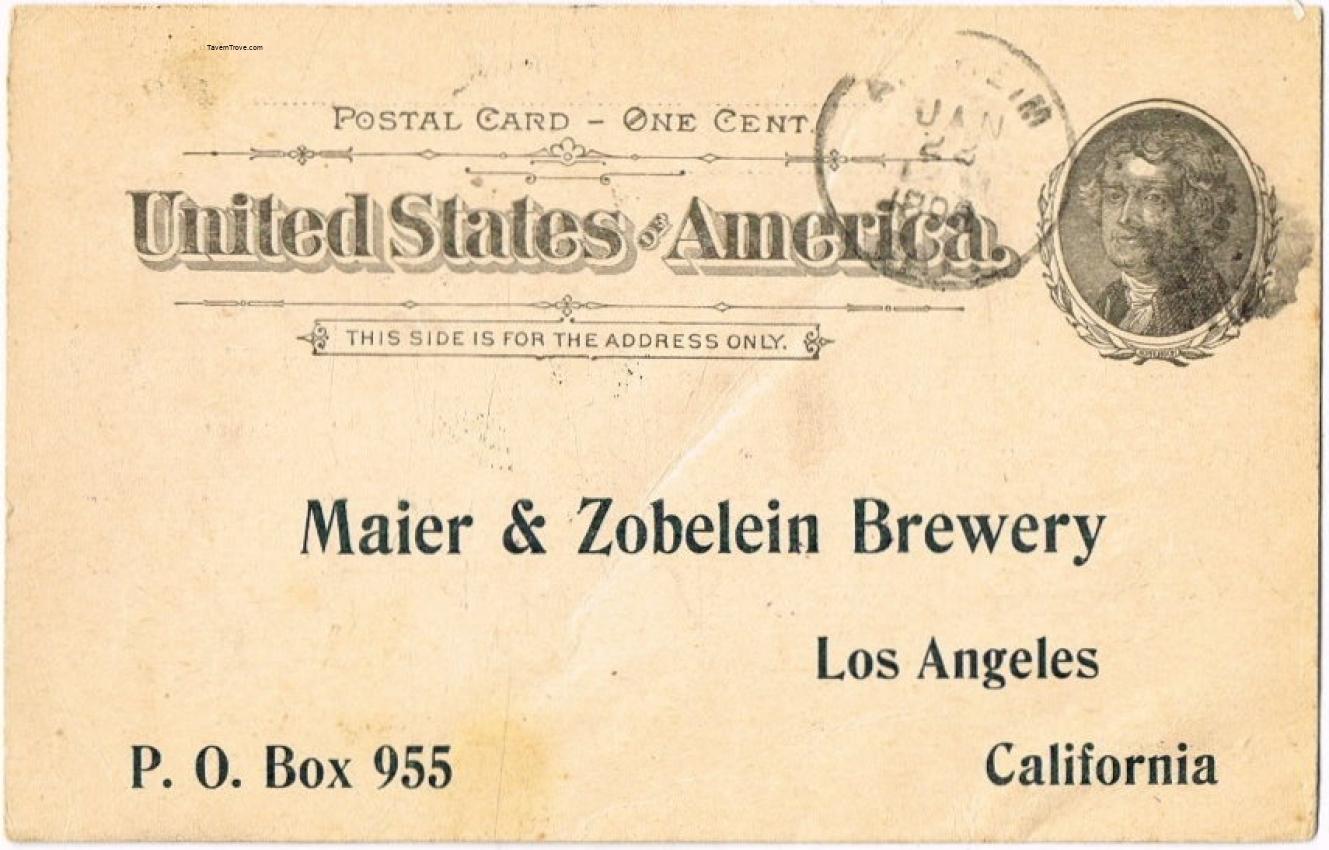 TavernTrove.com
POSTAL CARD – ONE CENT.
JAN
United States OF America.
THIS SIDE IS FOR THE ADDRESS ONLY.
Maier & Zobelein Brewery
Los Angeles
P. O. Box 955
California